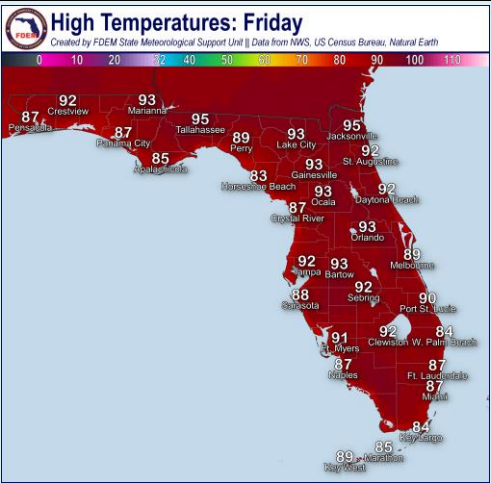 FDEM
High Temperatures: Friday
Created by FDEM State Meteorological Support Unit || Data from NWS, US Census Bureau, Natural Earth
0 10 20 30 40 50 60 70 80 90 100 110
92
Crestview
93
Marianna
87
Pensacola
95
Tallahassee
87
Panama City
89
Perry
93
Lake City
95
Jacksonville
85
Apalachicola
92
St. Augustine
83
Horseshoe Beach
93
Gainesville
93
Ocala
92
Daytona Beach
87
Crystal River
93
Orlando
92
Tampa
93
Bartow
89
Melbourne
88
Sarasota
92
Sebring
90
Port St. Lucie
91
Ft. Myers
92
Clewiston
84
W. Palm Beach
87
Naples
87
Ft. Lauderdale
87
Miami
84
Key Largo
85
Marathon
89
Key West